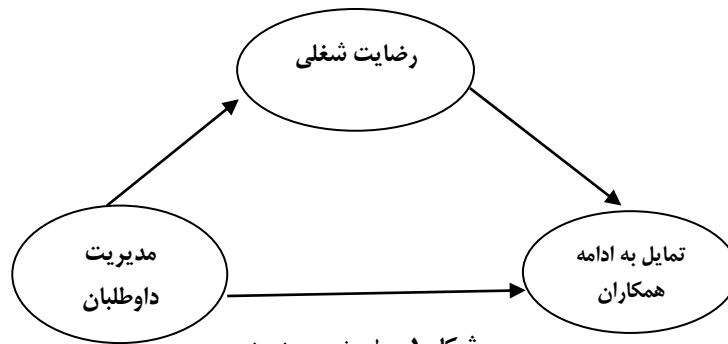 رضایت شغلی
مدیریت
داوطلبان
تمایل به ادامه
همکاران